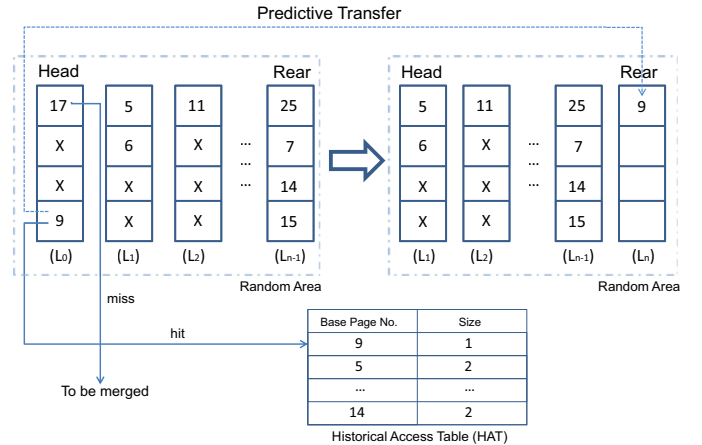 Predictive Transfer
Head Rear Head Rear
17 5 11 25 5 11 25 9
X 6 X ... 7 6 X ... 7
... ...
X X X ... 14 X X ... 14
9 X X 15 X X 15
(L0) (L1) (L2) (Ln-1) (L1) (L2) (Ln-1) (Ln)
Random Area Random Area
miss
Base Page No. Size
hit
9 1
5 2
... ...
To be merged
14 2
Historical Access Table (HAT)